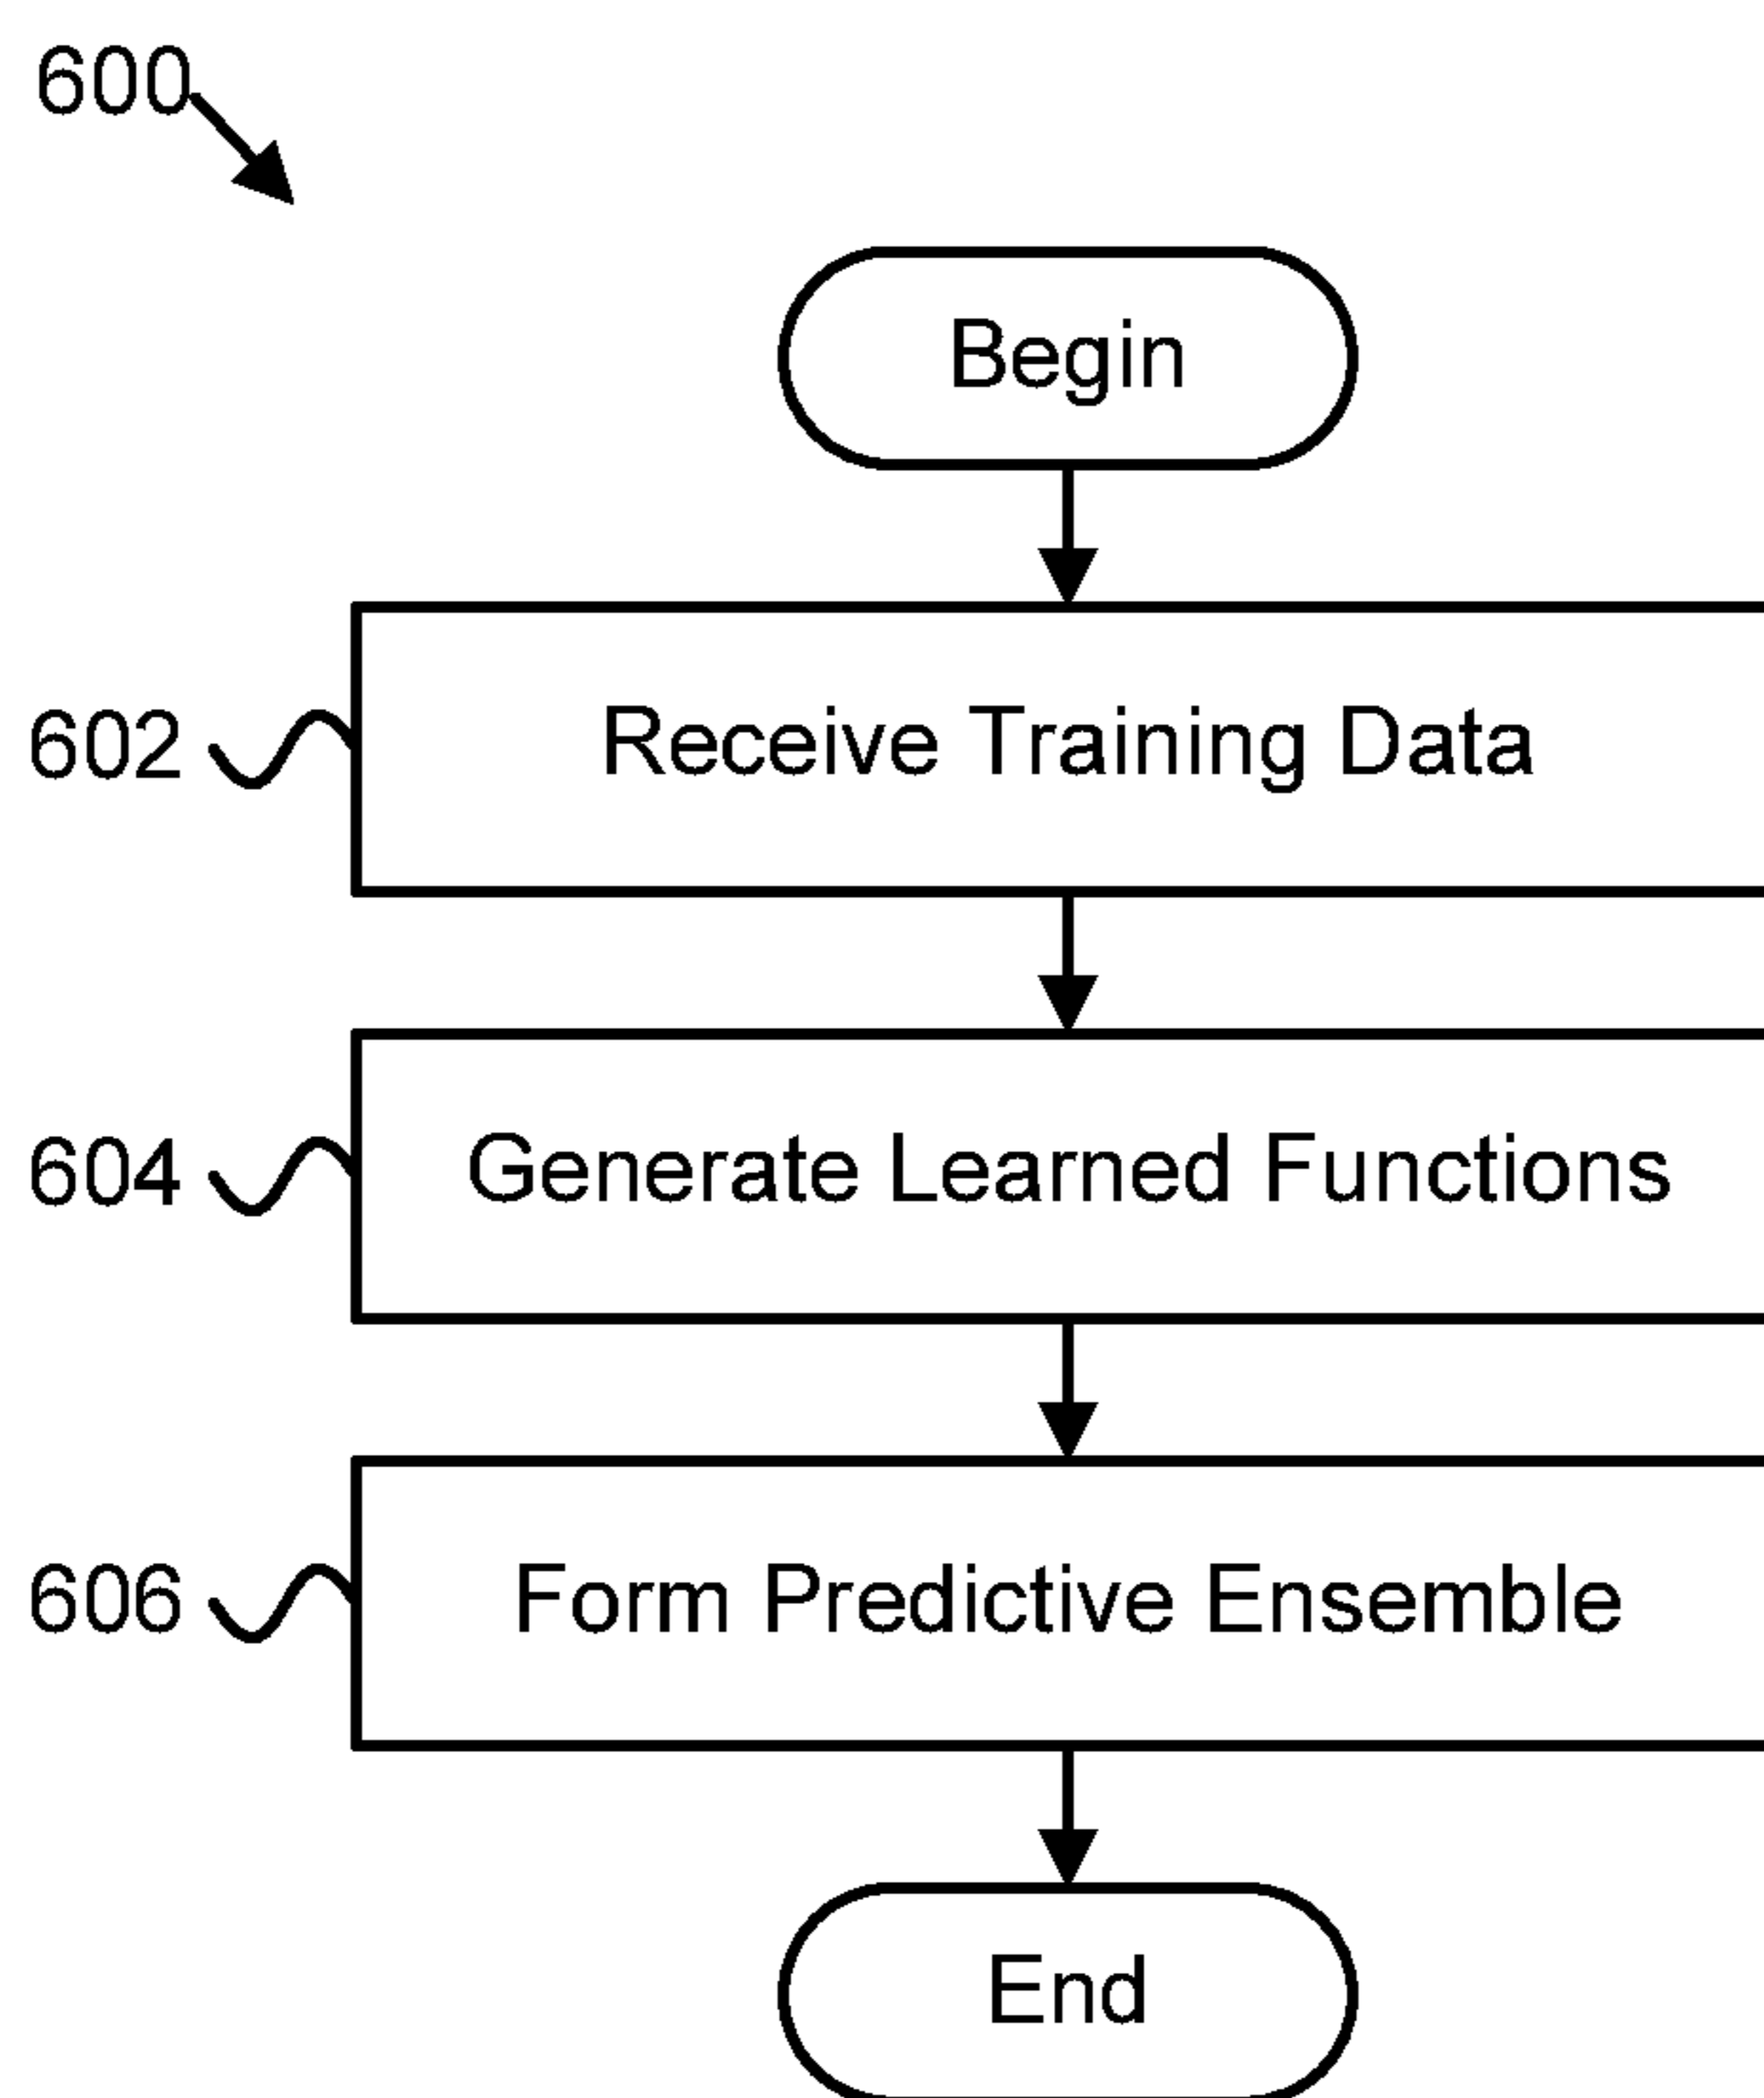 600
Begin
602 Receive Training Data
604 Generate Learned Functions
606 Form Predictive Ensemble
End